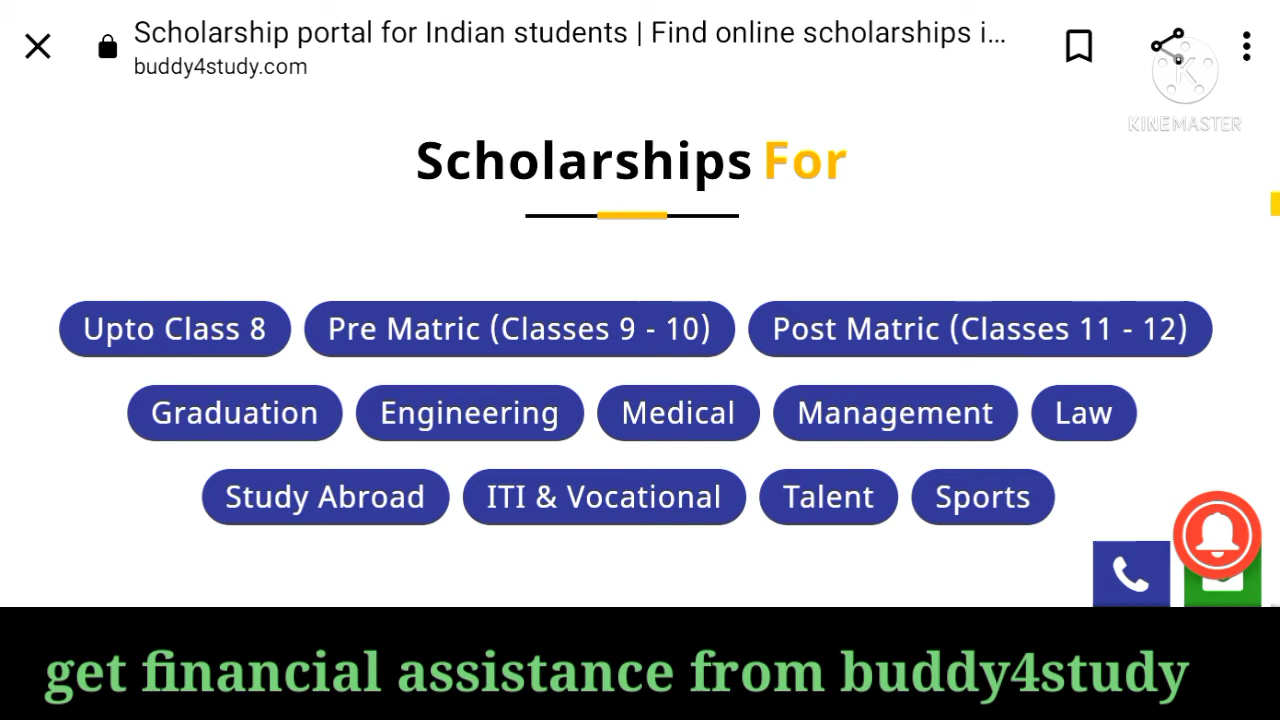 Scholarship portal for Indian students | Find online scholarships i...
buddy4study.com
KINEMASTER
Scholarships For
Upto Class 8 Pre Matric (Classes 9 - 10) Post Matric (Classes 11 - 12)
Graduation Engineering Medical Management Law
Study Abroad ITI & Vocational Talent Sports
get financial assistance from buddy4study